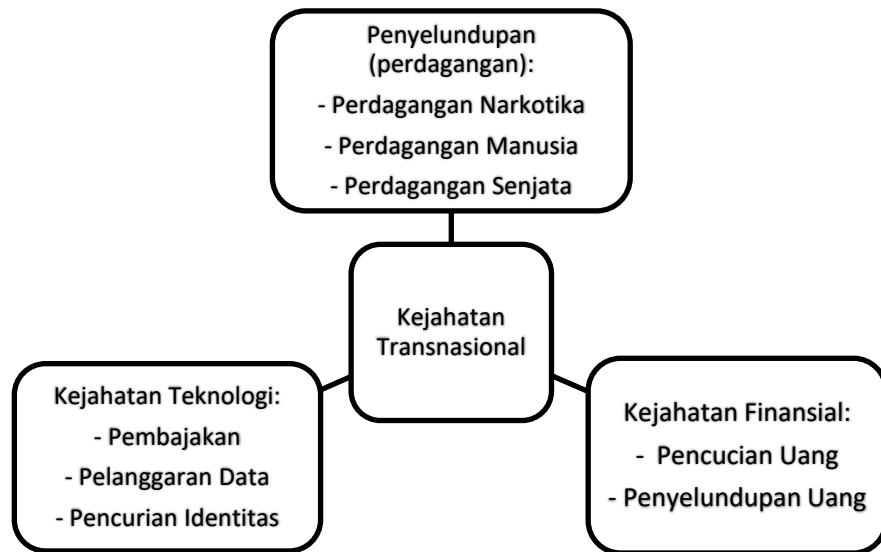 Penyelundupan
(perdagangan):
- Perdagangan Narkotika
- Perdagangan Manusia
- Perdagangan Senjata
Kejahatan
Transnasional
Kejahatan Teknologi:
- Pembajakan
- Pelanggaran Data
- Pencurian Identitas
Kejahatan Finansial:
- Pencucian Uang
- Penyelundupan Uang